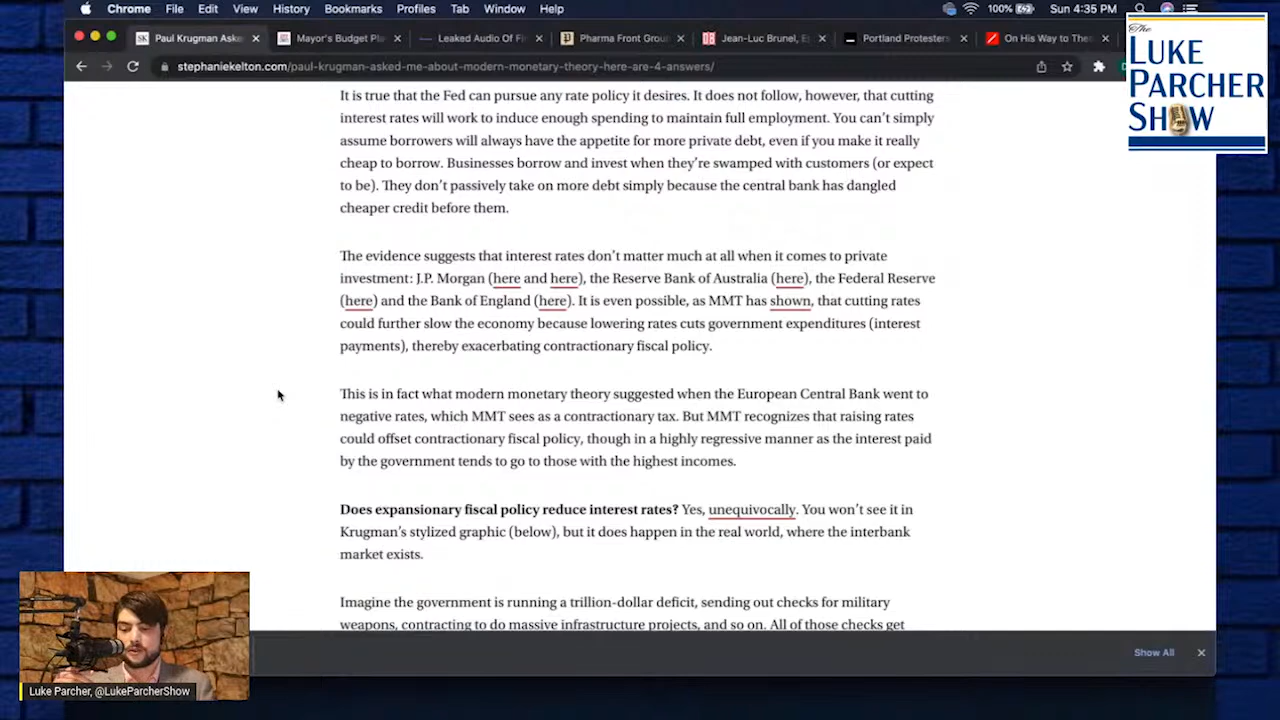 Chrome File Edit View History Bookmarks Profiles Tab Window Help 100% Sun 4:35 PM
Paul Krugman Aske Mayor's Budget Pla Leaked Audio Of Fi Pharma Front Grou Jean-Luc Brunel, E Portland Protesters On His Way to The
stephaniekelton.com/paul-krugman-asked-me-about-modern-monetary-theory-here-are-4-answers/
The
LUKE
PARCHER
SHOW
It is true that the Fed can pursue any rate policy it desires. It does not follow, however, that cutting
interest rates will work to induce enough spending to maintain full employment. You can't simply
assume borrowers will always have the appetite for more private debt, even if you make it really
cheap to borrow. Businesses borrow and invest when they're swamped with customers (or expect
to be). They don't passively take on more debt simply because the central bank has dangled
cheaper credit before them.
The evidence suggests that interest rates don't matter much at all when it comes to private
investment: J.P. Morgan (here and here), the Reserve Bank of Australia (here), the Federal Reserve
(here) and the Bank of England (here). It is even possible, as MMT has shown, that cutting rates
could further slow the economy because lowering rates cuts government expenditures (interest
payments), thereby exacerbating contractionary fiscal policy.
This is in fact what modern monetary theory suggested when the European Central Bank went to
negative rates, which MMT sees as a contractionary tax. But MMT recognizes that raising rates
could offset contractionary fiscal policy, though in a highly regressive manner as the interest paid
by the government tends to go to those with the highest incomes.
Does expansionary fiscal policy reduce interest rates? Yes, unequivocally. You won't see it in
Krugman's stylized graphic (below), but it does happen in the real world, where the interbank
market exists.
Imagine the government is running a trillion-dollar deficit, sending out checks for military
weapons, contracting to do massive infrastructure projects, and so on. All of those checks get
Show All
Luke Parcher, @LukeParcherShow